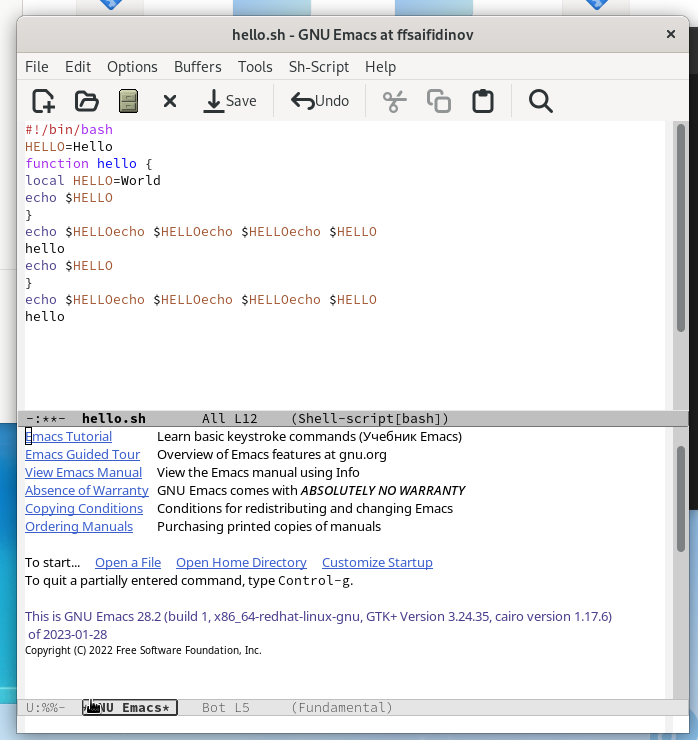 hello.sh - GNU Emacs at ffsaifidinov
File Edit Options Buffers Tools Sh-Script Help
Save Undo
#!/bin/bash
HELLO=Hello
function hello {
local HELLO=World
echo $HELLO
}
echo $HELLOecho $HELLOecho $HELLOecho $HELLO
hello
echo $HELLO
}
echo $HELLOecho $HELLOecho $HELLOecho $HELLO
hello
-:**- hello.sh All L12 (Shell-script[bash])
Emacs Tutorial Learn basic keystroke commands (Учебник Emacs)
Emacs Guided Tour Overview of Emacs features at gnu.org
View Emacs Manual View the Emacs manual using Info
Absence of Warranty GNU Emacs comes with ABSOLUTELY NO WARRANTY
Copying Conditions Conditions for redistributing and changing Emacs
Ordering Manuals Purchasing printed copies of manuals
To start... Open a File Open Home Directory Customize Startup
To quit a partially entered command, type Control-g.
This is GNU Emacs 28.2 (build 1, x86_64-redhat-linux-gnu, GTK+ Version 3.24.35, cairo version 1.17.6)
of 2023-01-28
Copyright (C) 2022 Free Software Foundation, Inc.
U:%%- *GNU Emacs* Bot L5 (Fundamental)